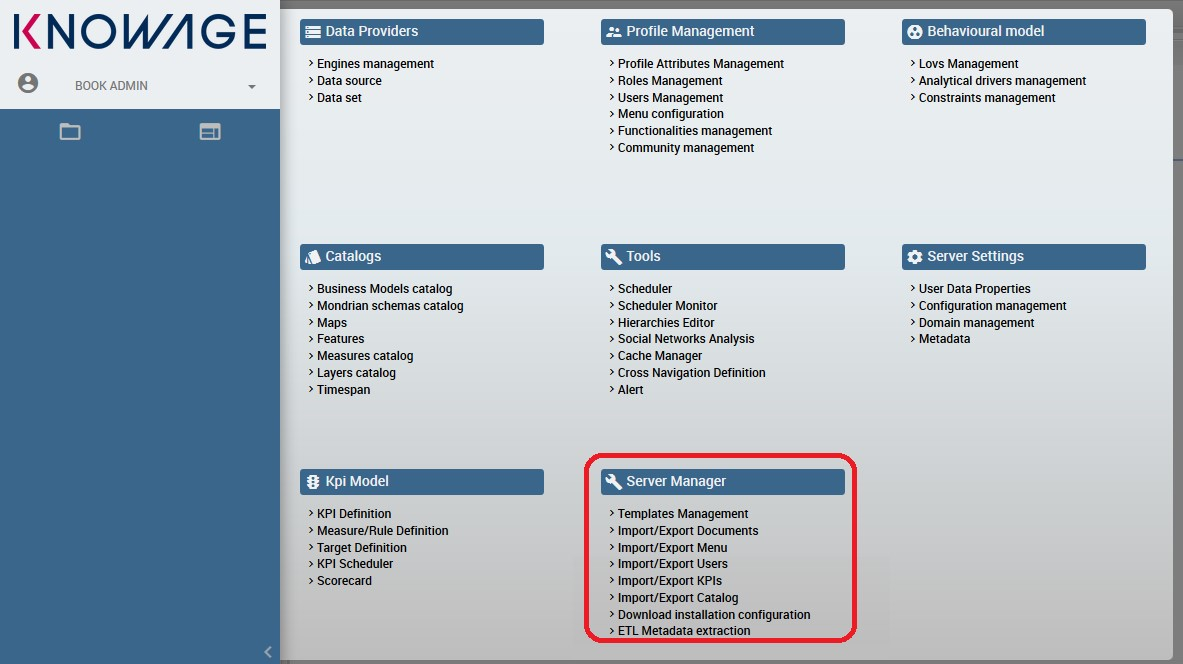 KNOWAGE
BOOK ADMIN
Data Providers
> Engines management
> Data source
> Data set
Profile Management
> Profile Attributes Management
> Roles Management
> Users Management
> Menu configuration
> Functionalities management
> Community management
Behavioural model
> Lovs Management
> Analytical drivers management
> Constraints management
Catalogs
> Business Models catalog
> Mondrian schemas catalog
> Maps
> Features
> Measures catalog
> Layers catalog
> Timespan
Tools
> Scheduler
> Scheduler Monitor
> Hierarchies Editor
> Social Networks Analysis
> Cache Manager
> Cross Navigation Definition
> Alert
Server Settings
> User Data Properties
> Configuration management
> Domain management
> Metadata
Kpi Model
> KPI Definition
> Measure/Rule Definition
> Target Definition
> KPI Scheduler
> Scorecard
Server Manager
> Templates Management
> Import/Export Documents
> Import/Export Menu
> Import/Export Users
> Import/Export KPIs
> Import/Export Catalog
> Download installation configuration
> ETL Metadata extraction